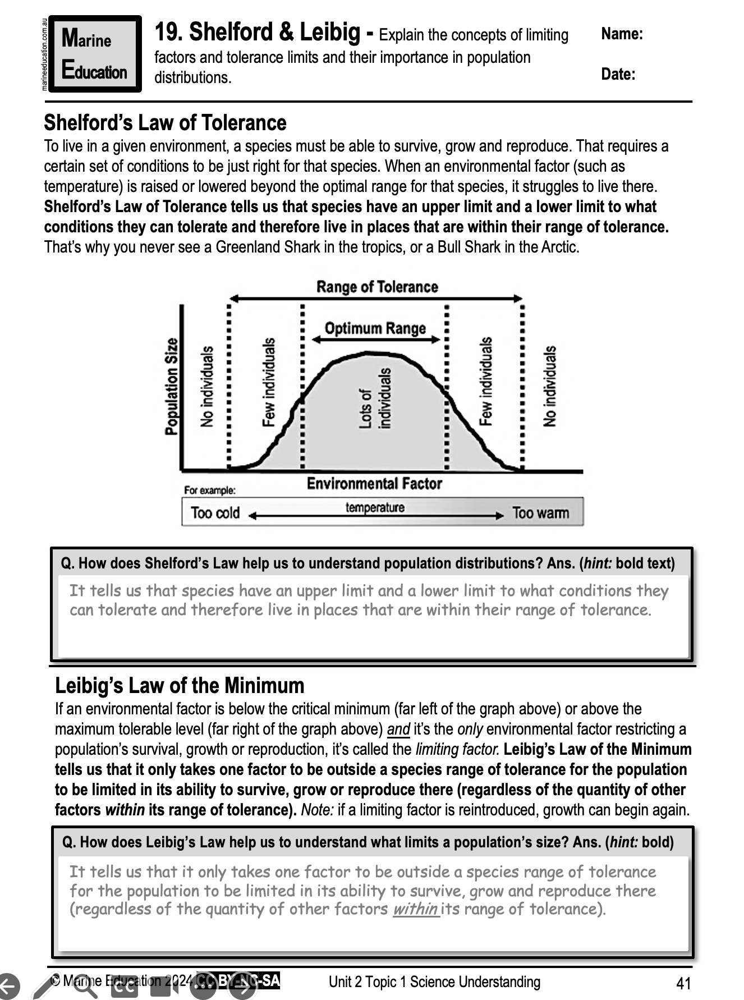 marineeducation.com.au
Marine
Education
19. Shelford & Leibig - Explain the concepts of limiting
factors and tolerance limits and their importance in population
distributions.
Name:
Date:
Shelford’s Law of Tolerance
To live in a given environment, a species must be able to survive, grow and reproduce. That requires a
certain set of conditions to be just right for that species. When an environmental factor (such as
temperature) is raised or lowered beyond the optimal range for that species, it struggles to live there.
Shelford’s Law of Tolerance tells us that species have an upper limit and a lower limit to what
conditions they can tolerate and therefore live in places that are within their range of tolerance.
That’s why you never see a Greenland Shark in the tropics, or a Bull Shark in the Arctic.
Range of Tolerance
Optimum Range
Population Size
No individuals
Few individuals
Lots of
individuals
Few individuals
No individuals
Environmental Factor
For example:
Too cold
temperature
Too warm
Q. How does Shelford’s Law help us to understand population distributions? Ans. (hint: bold text)
It tells us that species have an upper limit and a lower limit to what conditions they
can tolerate and therefore live in places that are within their range of tolerance.
Leibig’s Law of the Minimum
If an environmental factor is below the critical minimum (far left of the graph above) or above the
maximum tolerable level (far right of the graph above) and it’s the only environmental factor restricting a
population’s survival, growth or reproduction, it’s called the limiting factor. Leibig’s Law of the Minimum
tells us that it only takes one factor to be outside a species range of tolerance for the population
to be limited in its ability to survive, grow or reproduce there (regardless of the quantity of other
factors within its range of tolerance). Note: if a limiting factor is reintroduced, growth can begin again.
Q. How does Leibig’s Law help us to understand what limits a population’s size? Ans. (hint: bold)
It tells us that it only takes one factor to be outside a species range of tolerance
for the population to be limited in its ability to survive, grow and reproduce there
(regardless of the quantity of other factors within its range of tolerance).
© Marine Education 2024 CC BY-NC-SA
CC
Unit 2 Topic 1 Science Understanding
41